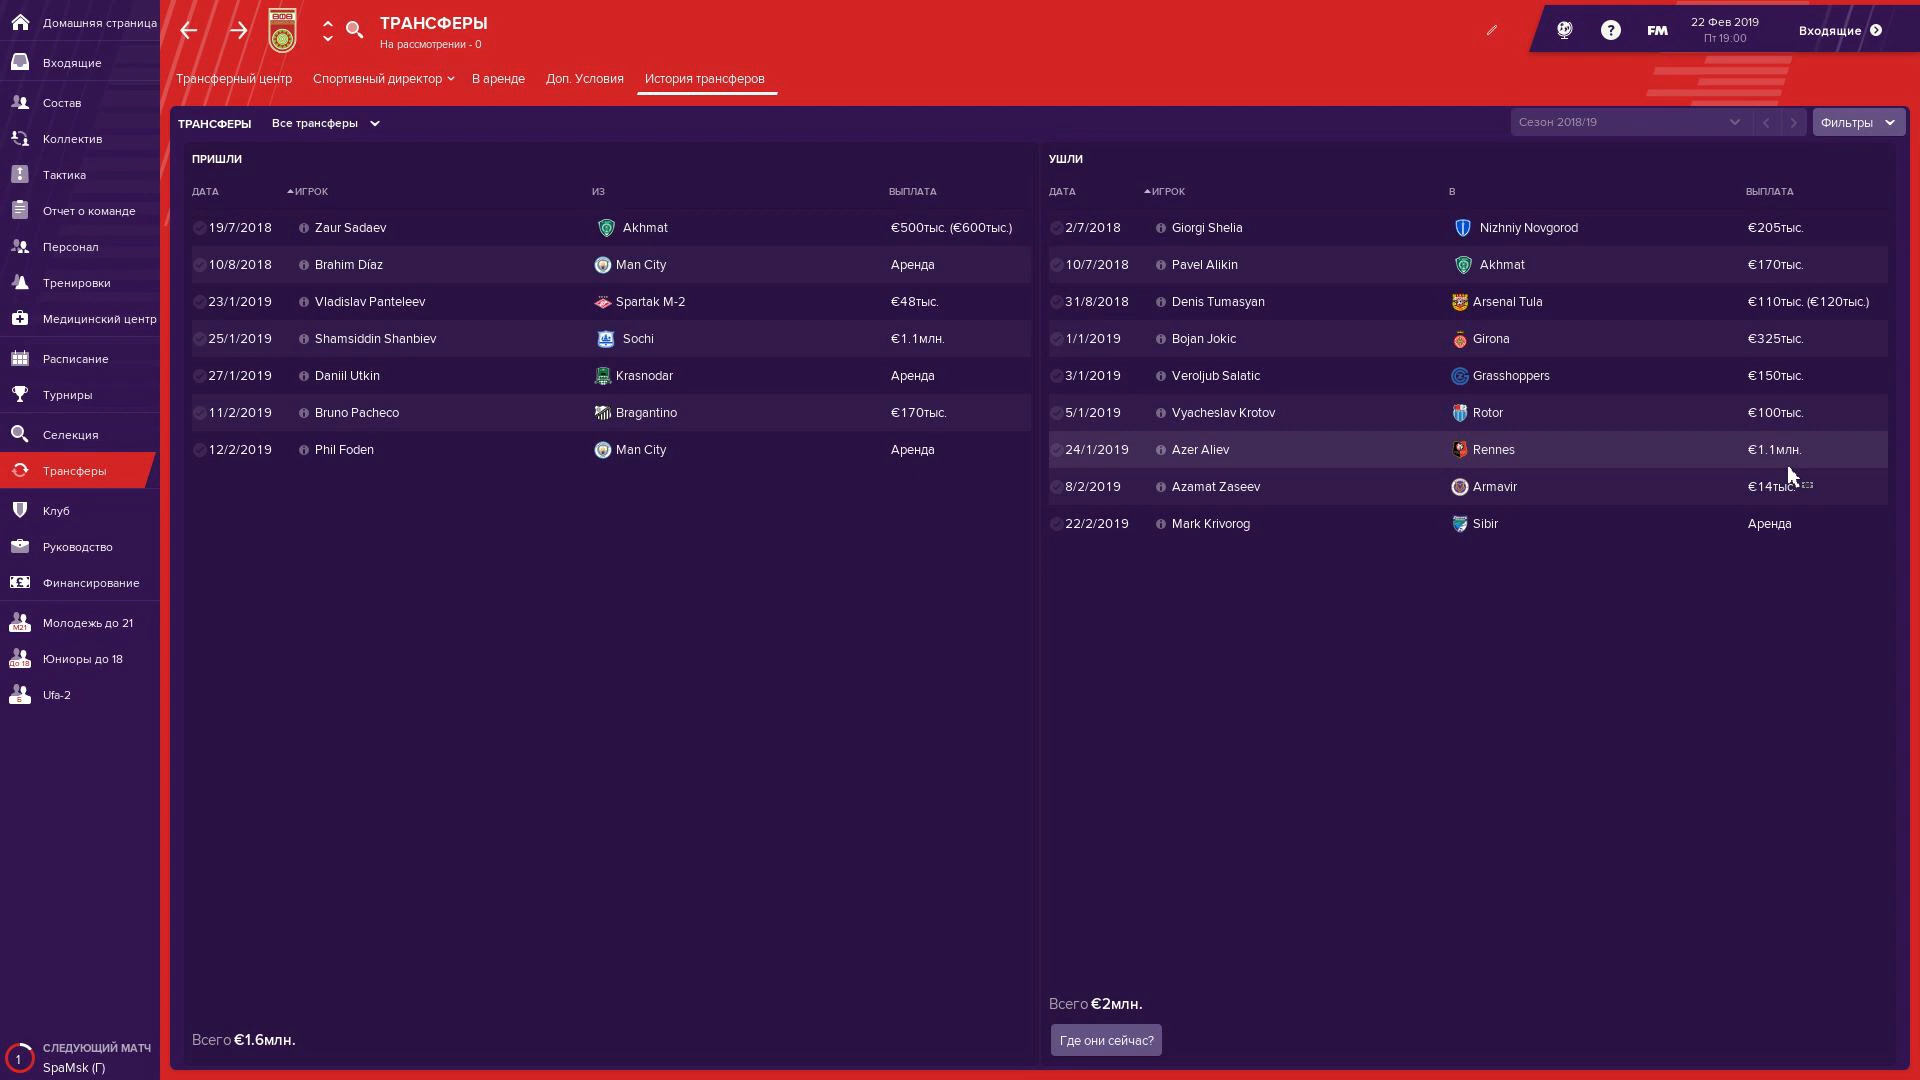 Домашняя страница
Входящие
Состав
Коллектив
Тактика
Отчет о команде
Персонал
Тренировки
Медицинский центр
Расписание
Турниры
Селекция
Трансферы
Клуб
Руководство
Финансирование
Молодежь до 21
Юниоры до 18
Ufa-2
1
СЛЕДУЮЩИЙ МАТЧ
SpaMsk (Г)
ТРАНСФЕРЫ
На рассмотрении - 0
FM
22 Фев 2019
Пт 19:00
Входящие
Трансферный центр Спортивный директор В аренде Доп. Условия История трансферов
ТРАНСФЕРЫ Все трансферы
Сезон 2018/19
Фильтры
ПРИШЛИ
ДАТА ИГРОК ИЗ ВЫПЛАТА
19/7/2018 Zaur Sadaev Akhmat €500тыс. (€600тыс.)
10/8/2018 Brahim Díaz Man City Аренда
23/1/2019 Vladislav Panteleev Spartak M-2 €48тыс.
25/1/2019 Shamsiddin Shanbiev Sochi €1.1млн.
27/1/2019 Daniil Utkin Krasnodar Аренда
11/2/2019 Bruno Pacheco Bragantino €170тыс.
12/2/2019 Phil Foden Man City Аренда
Всего €1.6млн.
УШЛИ
ДАТА ИГРОК В ВЫПЛАТА
2/7/2018 Giorgi Shelia Nizhniy Novgorod €205тыс.
10/7/2018 Pavel Alikin Akhmat €170тыс.
31/8/2018 Denis Tumasyan Arsenal Tula €110тыс. (€120тыс.)
1/1/2019 Bojan Jokic Girona €325тыс.
3/1/2019 Veroljub Salatic Grasshoppers €150тыс.
5/1/2019 Vyacheslav Krotov Rotor €100тыс.
24/1/2019 Azer Aliev Rennes €1.1млн.
8/2/2019 Azamat Zaseev Armavir €14тыс.
22/2/2019 Mark Krivorog Sibir Аренда
Всего €2млн.
Где они сейчас?